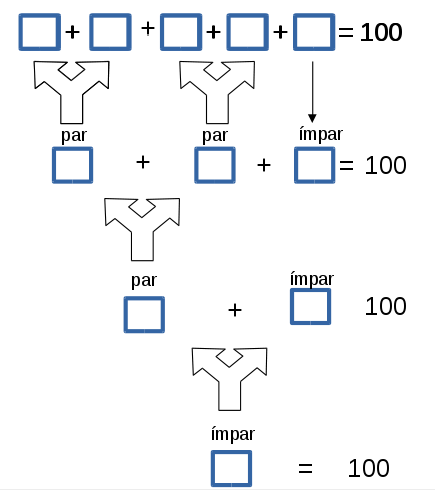 + + + + = 100
par par ímpar
+ + = 100
par ímpar
+ 100
ímpar
= 100